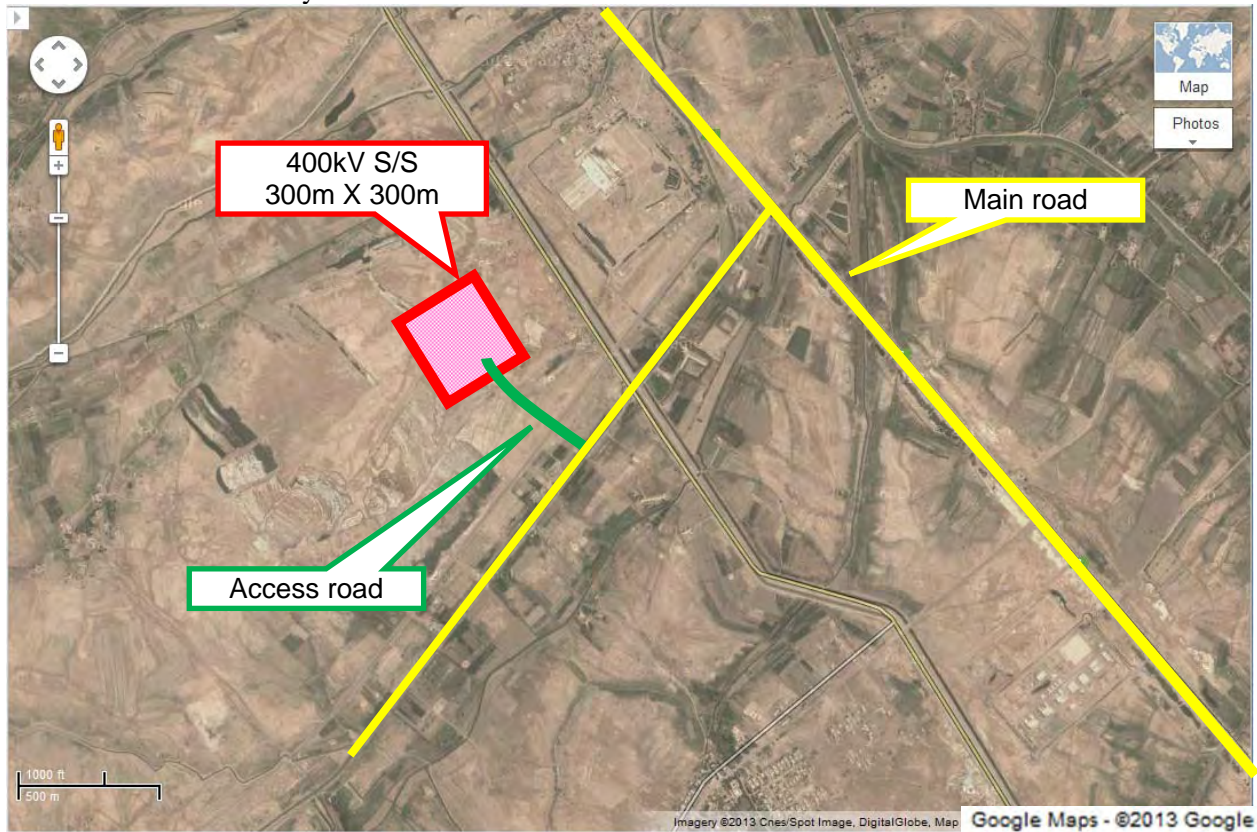 Map
Photos
400kV S/S
300m X 300m
Main road
Access road
1000 ft
500 m
Imagery ©2013 Cnes/Spot Image, DigitalGlobe, Map
Google Maps - ©2013 Google